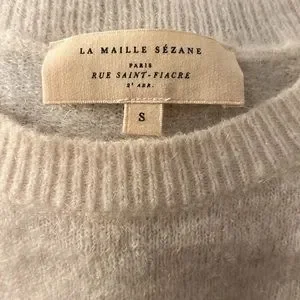 LA MAILLE SÉZANE
PARIS
RUE SAINT-FIACRE
2ᵉ ARR.
S